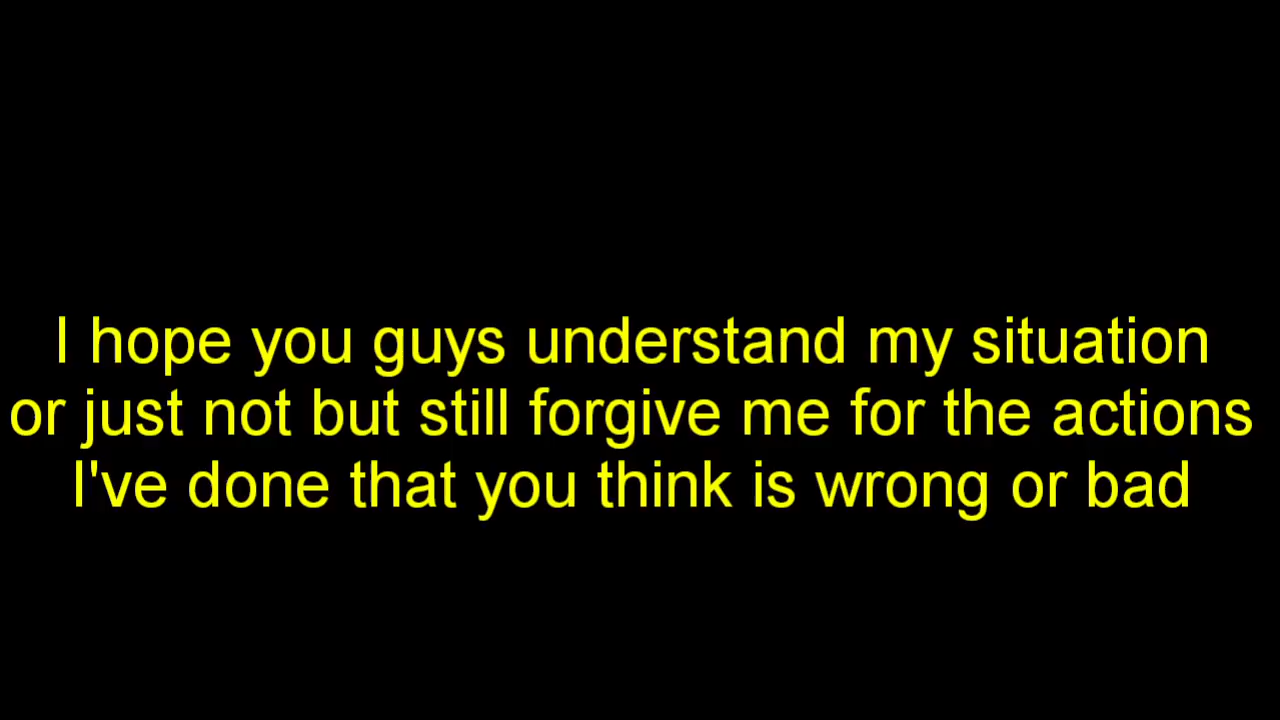 I hope you guys understand my situation
or just not but still forgive me for the actions
I've done that you think is wrong or bad